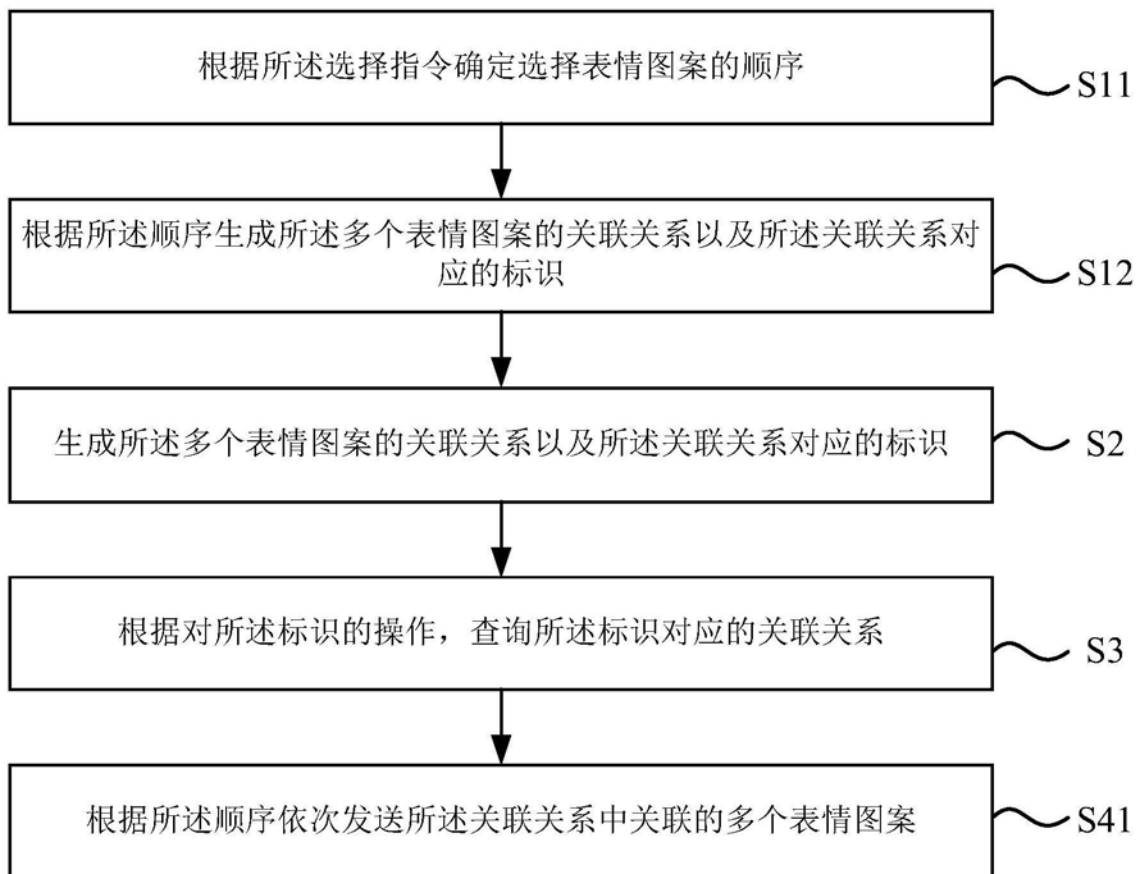 根据所述选择指令确定选择表情图案的顺序
S11
根据所述顺序生成所述多个表情图案的关联关系以及所述关联关系对
应的标识
S12
生成所述多个表情图案的关联关系以及所述关联关系对应的标识
S2
根据对所述标识的操作，查询所述标识对应的关联关系
S3
根据所述顺序依次发送所述关联关系中关联的多个表情图案
S41